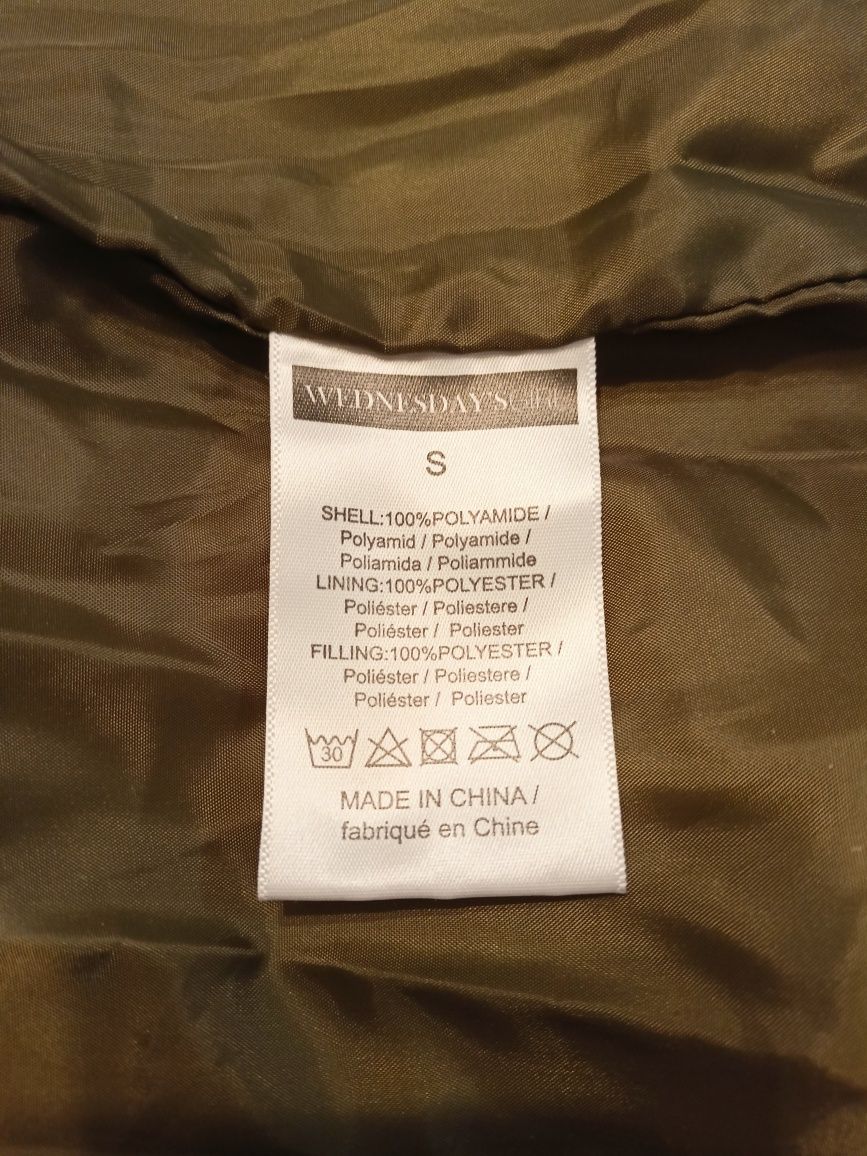 WEDNESDAY'S GIRL
S
SHELL:100%POLYAMIDE /
Polyamid / Polyamide /
Poliamida / Poliammide
LINING:100%POLYESTER /
Poliéster / Poliestere /
Poliéster / Poliester
FILLING:100%POLYESTER /
Poliéster / Poliestere /
Poliéster / Poliester
30
MADE IN CHINA /
fabriqué en Chine